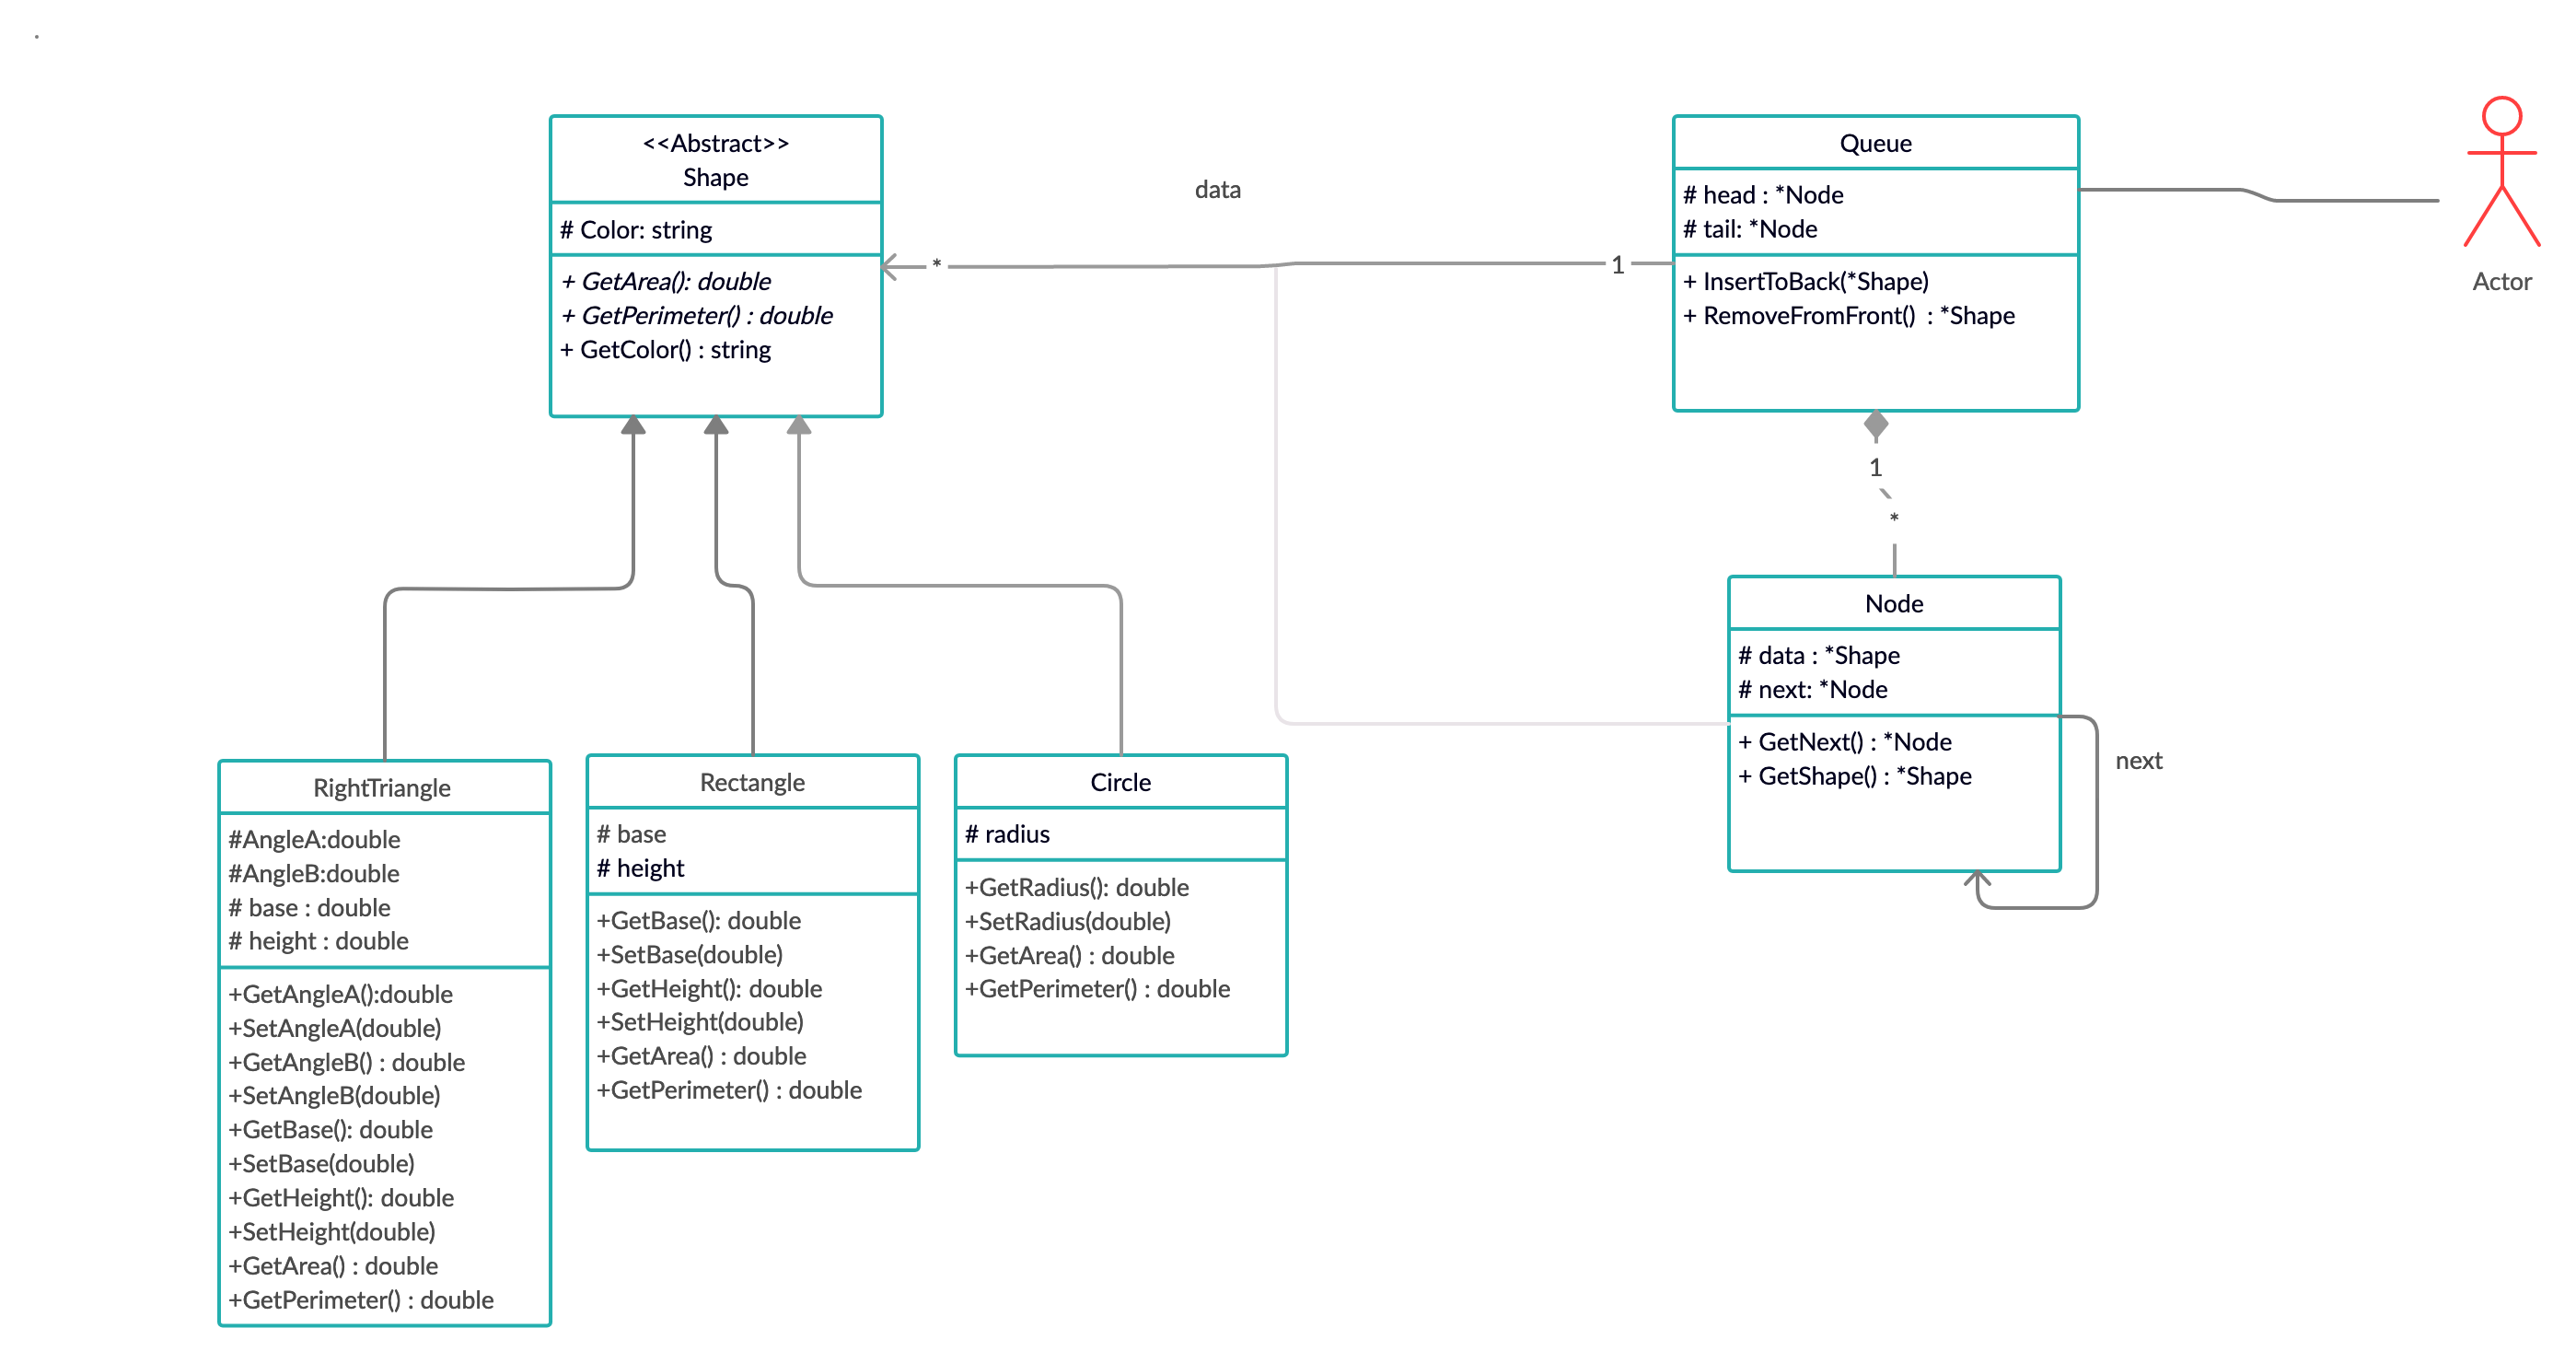 <<Abstract>>
Shape
# Color: string
+ GetArea(): double
+ GetPerimeter() : double
+ GetColor() : string
data
*
1
Queue
# head : *Node
# tail: *Node
+ InsertToBack(*Shape)
+ RemoveFromFront() : *Shape
Actor
1
*
Node
# data : *Shape
# next: *Node
+ GetNext() : *Node
+ GetShape() : *Shape
next
RightTriangle
#AngleA:double
#AngleB:double
# base : double
# height : double
+GetAngleA():double
+SetAngleA(double)
+GetAngleB() : double
+SetAngleB(double)
+GetBase(): double
+SetBase(double)
+GetHeight(): double
+SetHeight(double)
+GetArea() : double
+GetPerimeter() : double
Rectangle
# base
# height
+GetBase(): double
+SetBase(double)
+GetHeight(): double
+SetHeight(double)
+GetArea() : double
+GetPerimeter() : double
Circle
# radius
+GetRadius(): double
+SetRadius(double)
+GetArea() : double
+GetPerimeter() : double